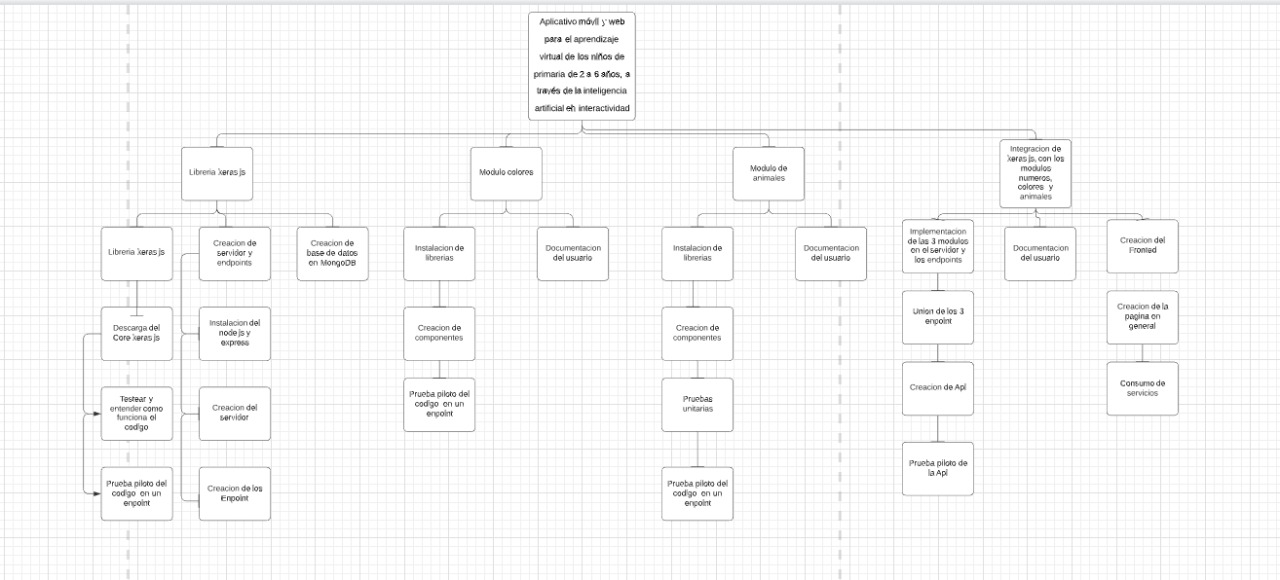 Aplicativo móvil y web
para el aprendizaje
virtual de los niños de
primaria de 2 a 6 años, a
través de la inteligencia
artificial en interactividad
Libreria keras js
Modulo colores
Modulo de
animales
Integracion de
keras js, con los
modulos
numeros,
colores y
animales
Libreria keras js
Creacion de
servidor y
endpoints
Creacion de
base de datos
en MongoDB
Instalacion de
librerias
Documentacion
del usuario
Instalacion de
librerias
Documentacion
del usuario
Implementacion
de las 3 modulos
en el servidor y
los endpoints
Documentacion
del usuario
Creacion del
Fronted
Descarga del
Core keras js
Instalacion del
node js y
express
Creacion de
componentes
Creacion de
componentes
Union de los 3
enpoint
Creacion de la
pagina en
general
Testear y
entender como
funciona el
codigo
Creacion del
servidor
Prueba piloto del
codigo en un
enpoint
Pruebas
unitarias
Creacion de Api
Consumo de
servicios
Prueba piloto del
codigo en un
enpoint
Creacion de los
Enpoint
Prueba piloto del
codigo en un
enpoint
Prueba piloto de
la Api